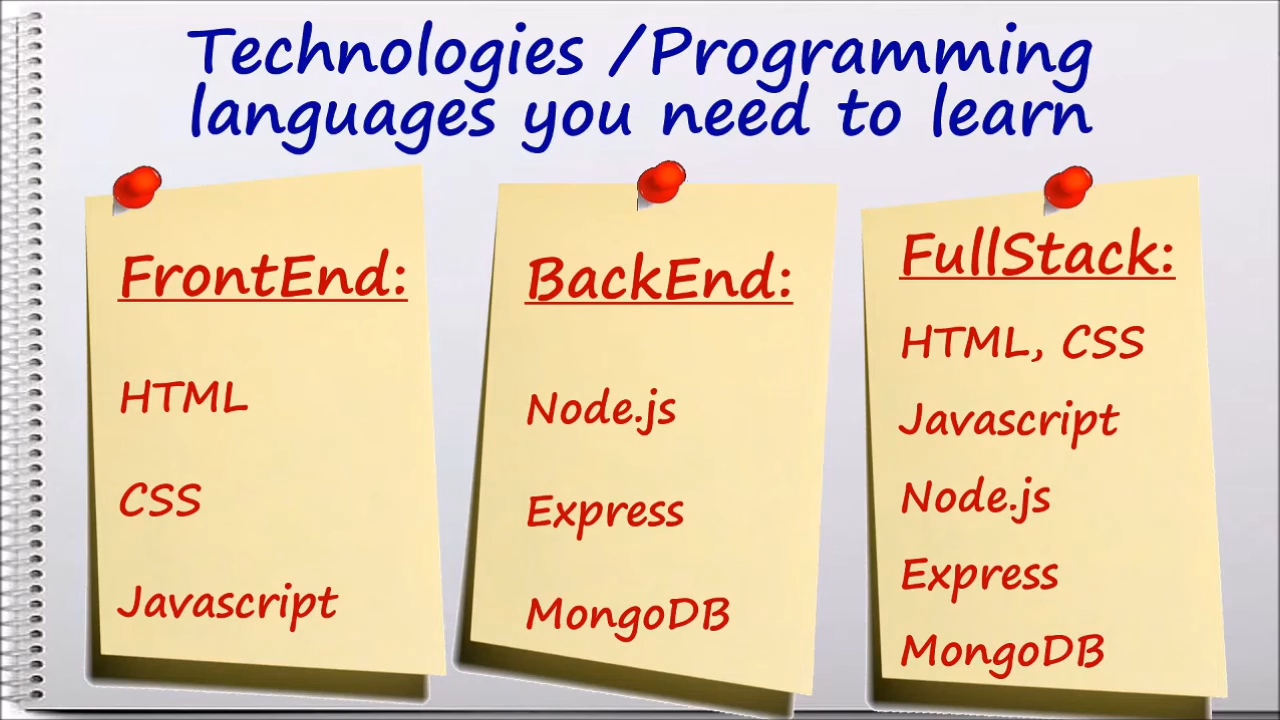 Technologies /Programming
languages you need to learn
FrontEnd:
HTML
CSS
Javascript
BackEnd:
Node.js
Express
MongoDB
FullStack:
HTML, CSS
Javascript
Node.js
Express
MongoDB